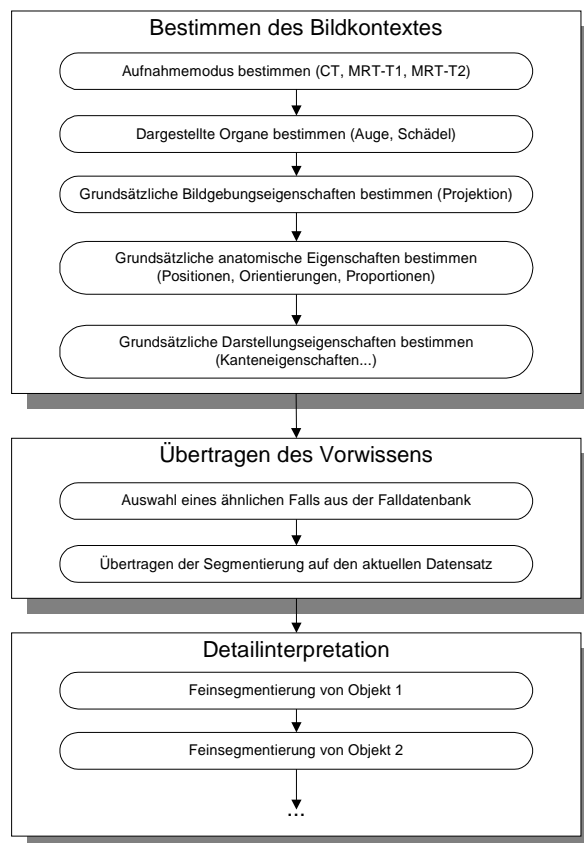 Bestimmen des Bildkontextes
Aufnahmemodus bestimmen (CT, MRT-T1, MRT-T2)
Dargestellte Organe bestimmen (Auge, Schädel)
Grundsätzliche Bildgebungseigenschaften bestimmen (Projektion)
Grundsätzliche anatomische Eigenschaften bestimmen
(Positionen, Orientierungen, Proportionen)
Grundsätzliche Darstellungseigenschaften bestimmen
(Kanteneigenschaften...)
Übertragen des Vorwissens
Auswahl eines ähnlichen Falls aus der Falldatenbank
Übertragen der Segmentierung auf den aktuellen Datensatz
Detailinterpretation
Feinsegmentierung von Objekt 1
Feinsegmentierung von Objekt 2
...